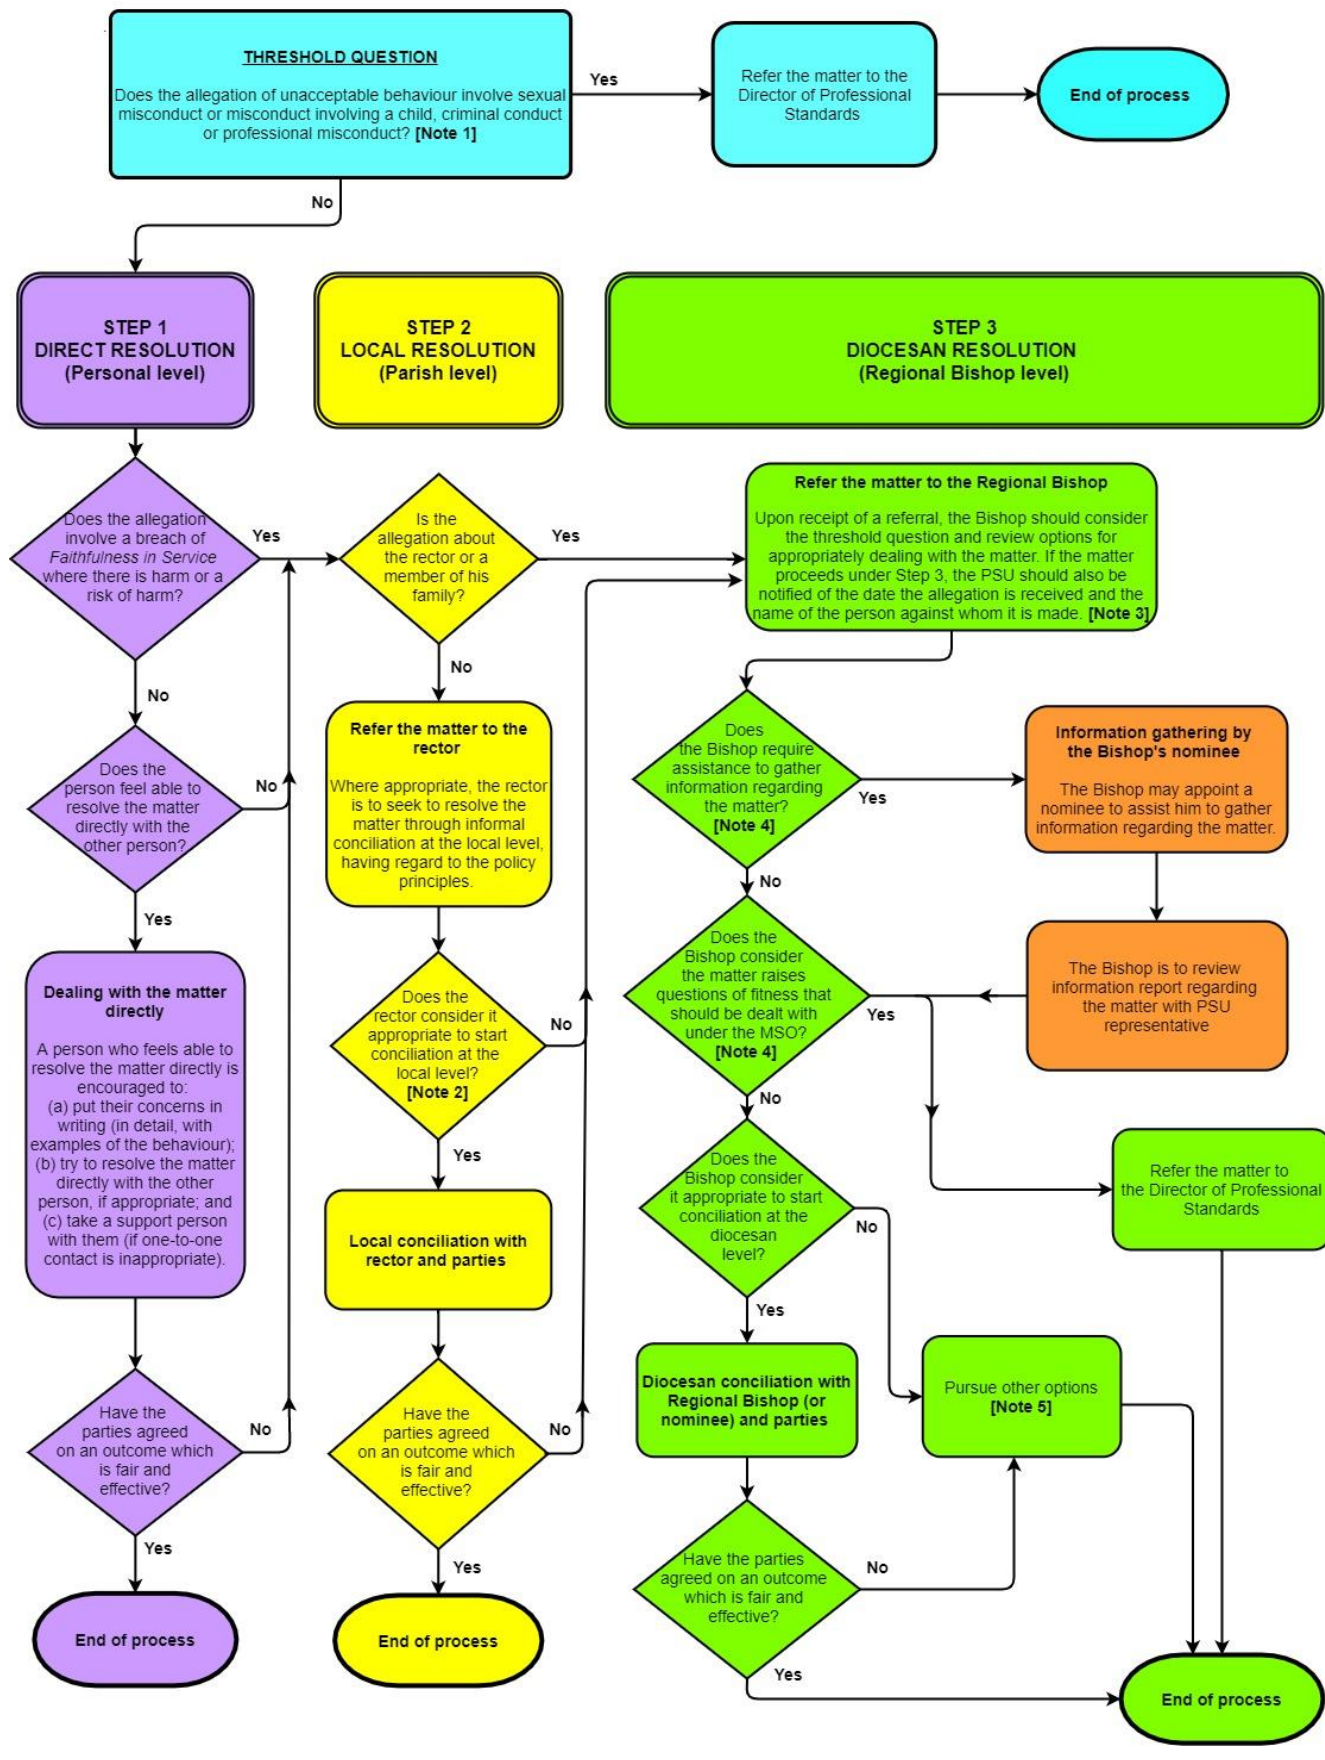 THRESHOLD QUESTION
Does the allegation of unacceptable behaviour involve sexual
misconduct or misconduct involving a child, criminal conduct
or professional misconduct? [Note 1]
Yes
Refer the matter to the
Director of Professional
Standards
End of process
No
STEP 1
DIRECT RESOLUTION
(Personal level)
STEP 2
LOCAL RESOLUTION
(Parish level)
STEP 3
DIOCESAN RESOLUTION
(Regional Bishop level)
Does the allegation
involve a breach of
Faithfulness in Service
where there is harm or a
risk of harm?
Yes
No
Does the
person feel able to
resolve the matter
directly with the
other person?
No
Yes
Dealing with the matter
directly
A person who feels able to
resolve the matter directly is
encouraged to:
(a) put their concerns in
writing (in detail, with
examples of the behaviour);
(b) try to resolve the matter
directly with the other
person, if appropriate; and
(c) take a support person
with them (if one-to-one
contact is inappropriate).
Have the
parties agreed
on an outcome which
is fair and
effective?
No
Yes
End of process
Is the
allegation about
the rector or a
member of his
family?
Yes
No
Refer the matter to the
rector
Where appropriate, the rector
is to seek to resolve the
matter through informal
conciliation at the local level,
having regard to the policy
principles.
Does the
rector consider it
appropriate to start
conciliation at the
local level?
[Note 2]
No
Yes
Local conciliation with
rector and parties
Have the
parties agreed
on an outcome which
is fair and
effective?
No
Yes
End of process
Refer the matter to the Regional Bishop
Upon receipt of a referral, the Bishop should consider
the threshold question and review options for
appropriately dealing with the matter. If the matter
proceeds under Step 3, the PSU should also be
notified of the date the allegation is received and the
name of the person against whom it is made. [Note 3]
Does
the Bishop require
assistance to gather
information regarding
the matter?
[Note 4]
Yes
No
Information gathering by
the Bishop's nominee
The Bishop may appoint a
nominee to assist him to gather
information regarding the matter.
The Bishop is to review
information report regarding
the matter with PSU
representative
Does the
Bishop consider
the matter raises
questions of fitness that
should be dealt with
under the MSO?
[Note 4]
Yes
No
Refer the matter to
the Director of Professional
Standards
Does the
Bishop consider
it appropriate to start
conciliation at the
diocesan
level?
No
Yes
Diocesan conciliation with
Regional Bishop (or
nominee) and parties
Pursue other options
[Note 5]
Have the parties
agreed on an outcome
which is fair and
effective?
No
Yes
End of process